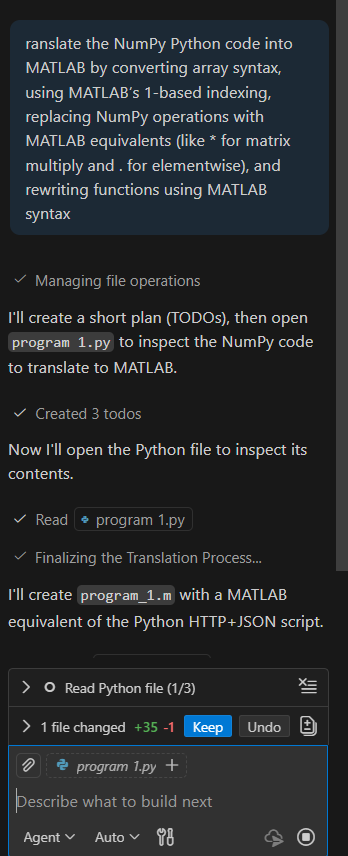 ranslate the NumPy Python code into
MATLAB by converting array syntax,
using MATLAB's 1-based indexing,
replacing NumPy operations with
MATLAB equivalents (like * for matrix
multiply and . for elementwise), and
rewriting functions using MATLAB
syntax
Managing file operations
I'll create a short plan (TODOs), then open
program 1.py to inspect the NumPy code
to translate to MATLAB.
Created 3 todos
Now I'll open the Python file to inspect its
contents.
Read program 1.py
Finalizing the Translation Process...
I'll create program_1.m with a MATLAB
equivalent of the Python HTTP+JSON script.
Read Python file (1/3)
1 file changed +35 -1 Keep Undo
program 1.py
Describe what to build next
Agent Auto